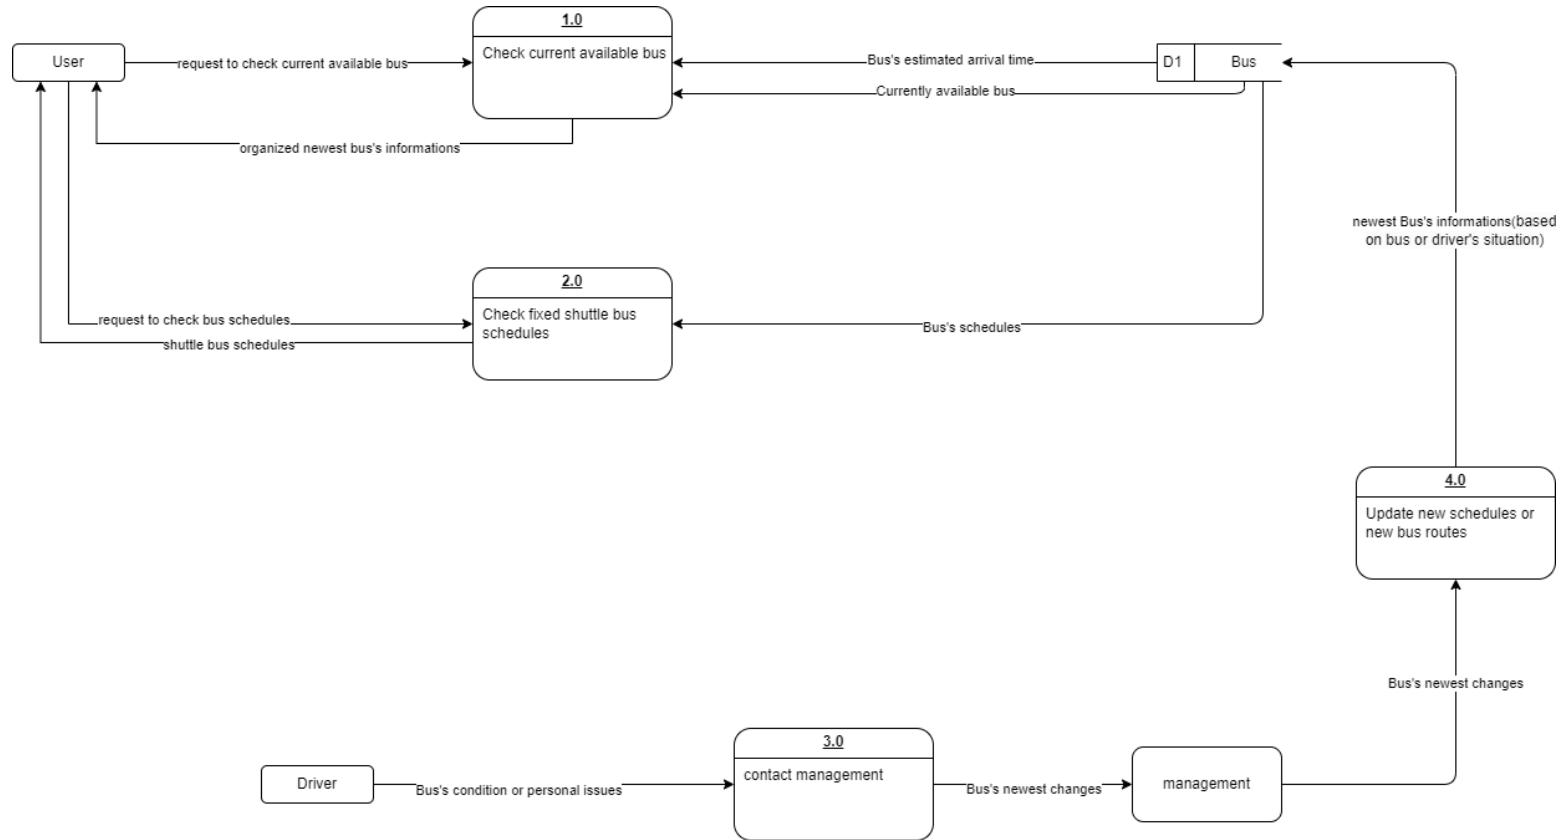 1.0
Check current available bus
User
request to check current available bus
Bus's estimated arrival time
D1
Bus
Currently available bus
organized newest bus's informations
newest Bus's informations(based
on bus or driver's situation)
2.0
Check fixed shuttle bus
schedules
request to check bus schedules
shuttle bus schedules
Bus's schedules
4.0
Update new schedules or
new bus routes
Bus's newest changes
3.0
contact management
Driver
Bus's condition or personal issues
Bus's newest changes
management